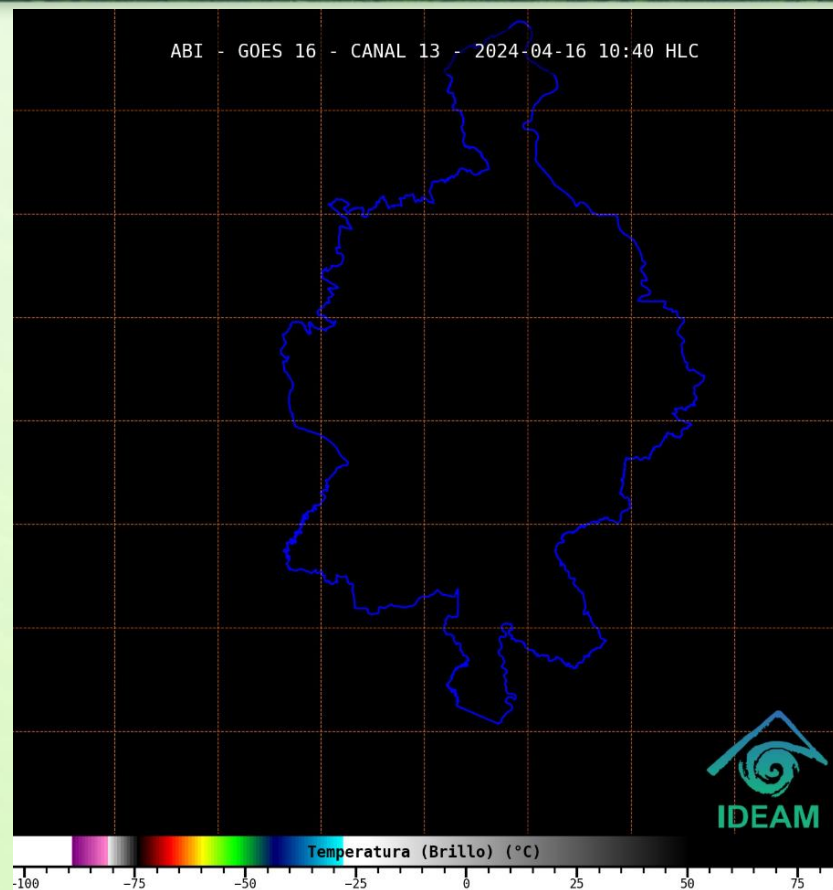 ABI - GOES 16 - CANAL 13 - 2024-04-16 10:40 HLC
IDEAM
Temperatura (Brillo) (°C)
-100 -75 -50 -25 0 25 50 75